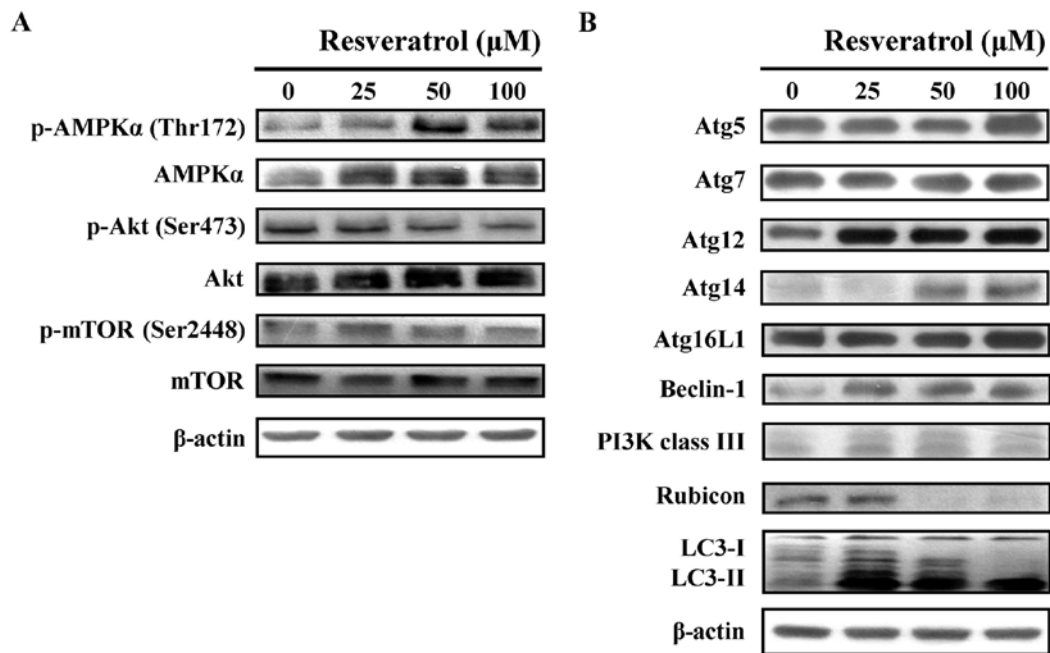 A
Resveratrol (µM)
0 25 50 100
p-AMPKα (Thr172)
AMPKα
p-Akt (Ser473)
Akt
p-mTOR (Ser2448)
mTOR
β-actin
B
Resveratrol (µM)
0 25 50 100
Atg5
Atg7
Atg12
Atg14
Atg16L1
Beclin-1
PI3K class III
Rubicon
LC3-I
LC3-II
β-actin